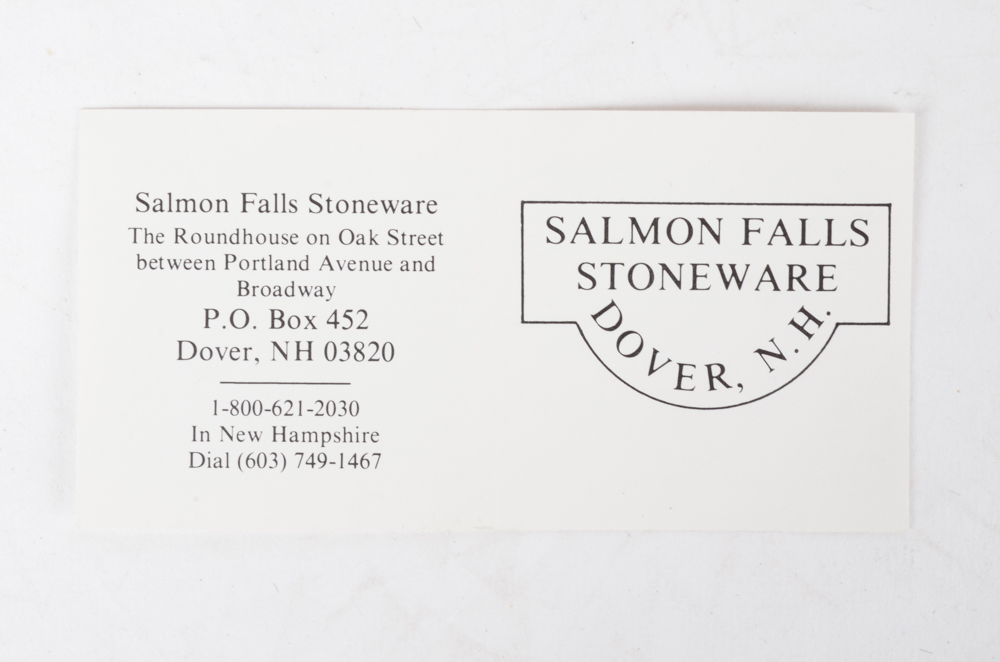 Salmon Falls Stoneware
The Roundhouse on Oak Street
between Portland Avenue and
Broadway
P.O. Box 452
Dover, NH 03820
1-800-621-2030
In New Hampshire
Dial (603) 749-1467
SALMON FALLS
STONEWARE
DOVER, N.H.